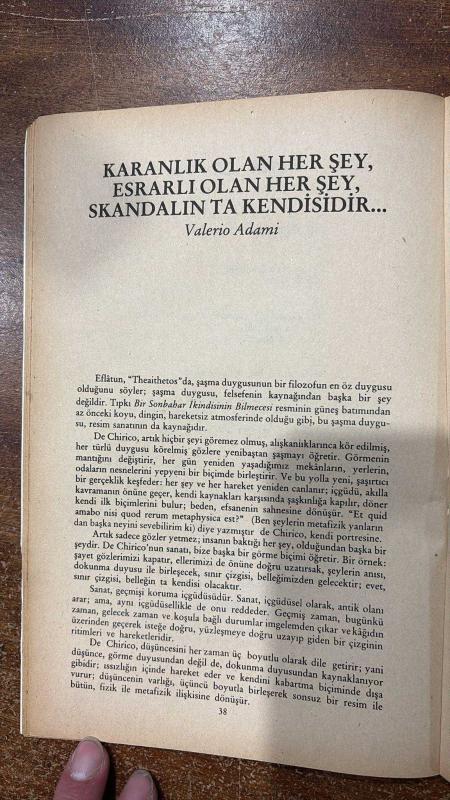 KARANLIK OLAN HER ŞEY,
ESRARLI OLAN HER ŞEY,
SKANDALIN TA KENDİSİDİR...
Valerio Adami
Eflâtun, "Theaithetos"da, şaşma duygusunun bir filozofun en öz duygusu
olduğunu söyler; şaşma duygusu, felsefenin kaynağından başka bir şey
değildir. Tıpkı Bir Sonbahar İkindisinin Bilmecesi resminin güneş batımından
az önceki koyu, dingin, hareketsiz atmosferinde olduğu gibi, bu şaşma duygu-
su, resim sanatının da kaynağıdır.
De Chirico, artık hiçbir şeyi göremez olmuş, alışkanlıklarınca kör edilmiş,
her türlü duygusu körelmiş gözlere yenibaştan şaşmayı öğretir. Görmenin
mantığını değiştirir, her gün yeniden yaşadığımız mekânların, yerlerin,
odaların nesnelerini yepyeni bir biçimde birleştirir. Ve bu yolla yeni, şaşırtıcı
bir gerçeklik keşfeder: her şey ve her hareket yeniden canlanır; içgüdü, akılla
kavramanın önüne geçer, kendi kaynakları karşısında şaşkınlığa kapılır, döner
kendi ilk biçimlerini bulur; beden, efsanenin sahnesine dönüşür. "Et quid
amabo nisi quod rerum metaphysica est?" (Ben şeylerin metafizik yanların-
dan başka neyini sevebilirim ki) diye yazmıştır de Chirico, kendi portresine.
Artık sadece gözler yetmez; insanın baktığı her şey, olduğundan başka bir
şeydir. De Chirico'nun sanatı, bize başka bir görme biçimi öğretir. Bir örnek:
şayet gözlerimizi kapatır, ellerimizi de önüne doğru uzatırsak, şeylerin anısı,
dokunma duyusu ile birleşecek, sınır çizgisi, belleğimizden gelecektir; evet,
sınır çizgisi, belleğin ta kendisi olacaktır.
Sanat, geçmişi koruma içgüdüsüdür. Sanat, içgüdüsel olarak, antik olanı
arar; ama, aynı içgüdüsellikle de onu reddeder. Geçmiş zaman, bugünkü
zaman, gelecek zaman ve koşula bağlı durumlar imgelemden çıkar ve kâğıdın
üzerinden geçerek isteğe doğru, yüzleşmeye doğru uzayıp giden bir çizginin
ritimleri ve hareketleridir.
De Chirico, düşüncesini her zaman üç boyutlu olarak dile getirir; yani
düşünce, görme duyusundan değil de, dokunma duyusundan kaynaklanıyor
gibidir; ıssızlığın içinde hareket eder ve kendini kabartma biçiminde dışa
vurur; düşüncenin varlığı, üçüncü boyutla birleşerek sonsuz bir resim ile
bütün, fizik ile metafizik ilişkisine dönüşür.
38